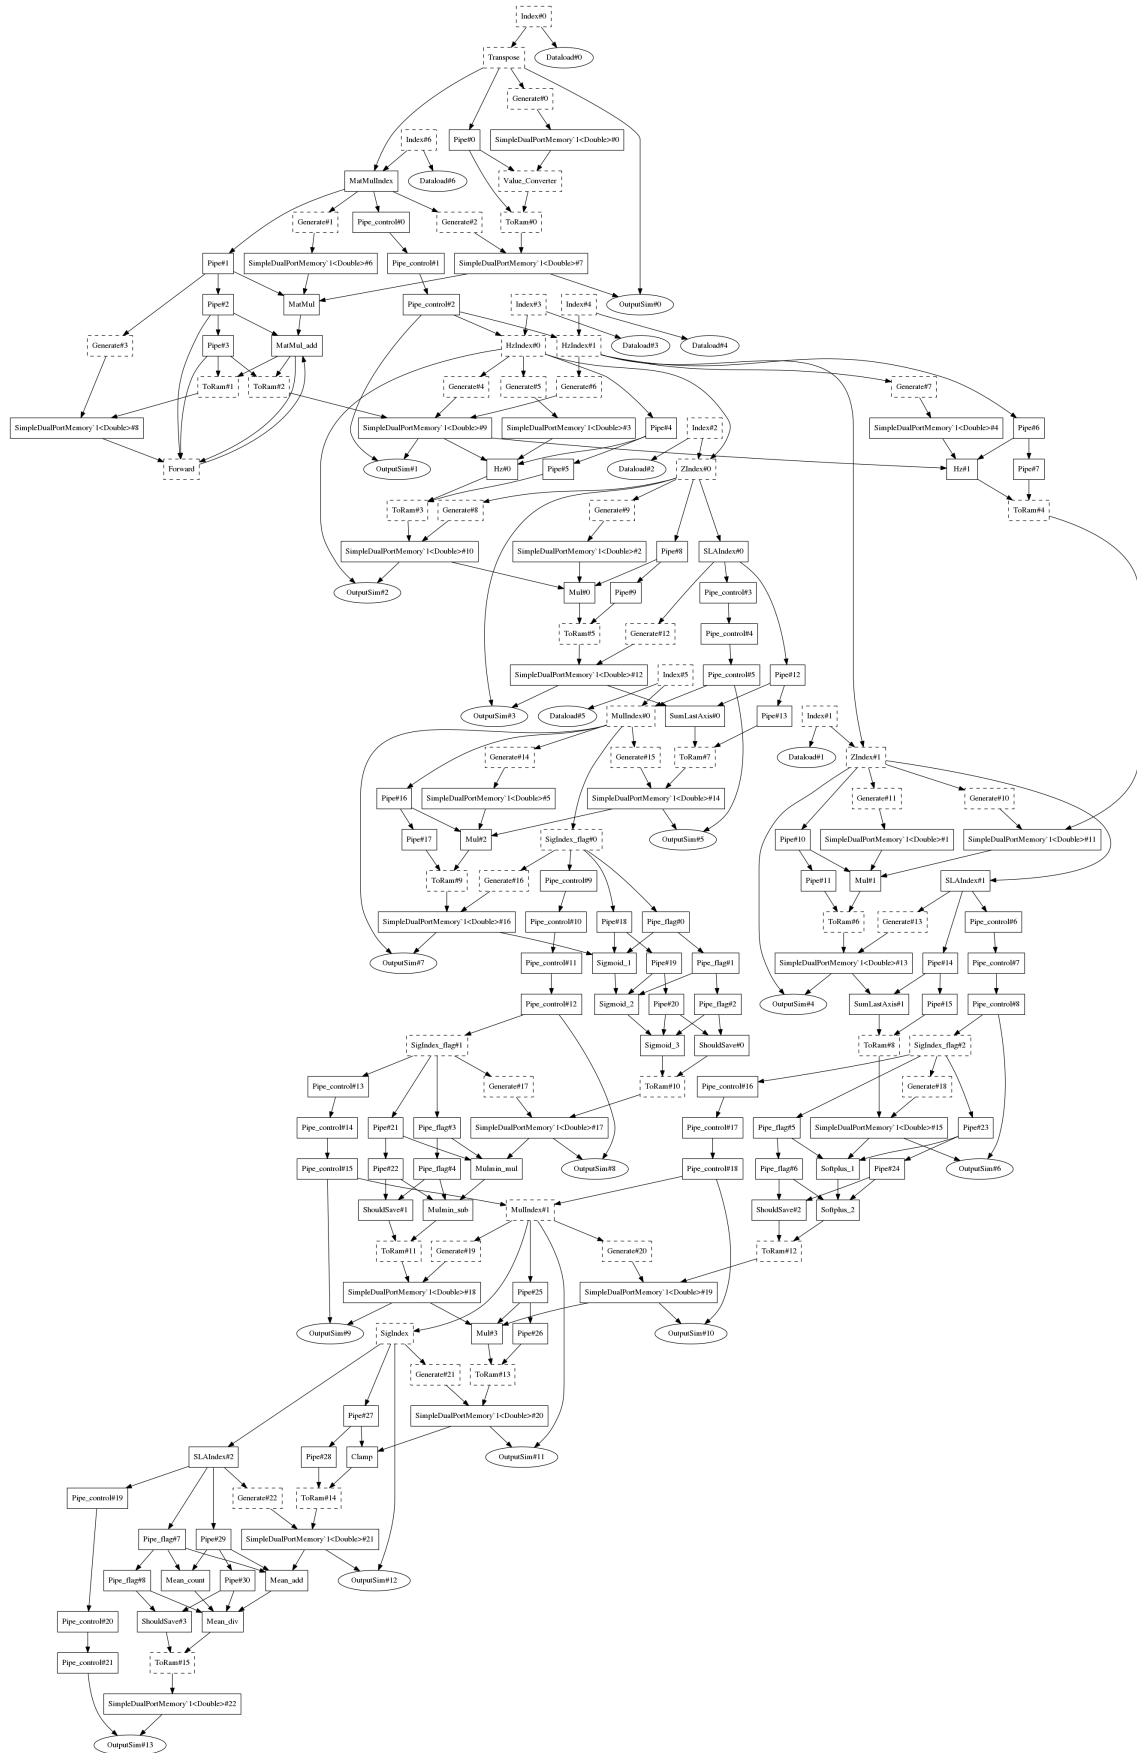 Index#0
Transpose
Dataload#0
Generate#0
Pipe#0
SimpleDualPortMemory`1<Double>#0
Index#6
MatMulIndex
Dataload#6
Value_Converter
Generate#1
Pipe_control#0
Generate#2
ToRam#0
Pipe#1
SimpleDualPortMemory`1<Double>#6
Pipe_control#1
SimpleDualPortMemory`1<Double>#7
Pipe#2
MatMul
Pipe_control#2
Index#3
Index#4
OutputSim#0
Generate#3
Pipe#3
MatMul_add
HzIndex#0
HzIndex#1
Dataload#3
Dataload#4
ToRam#1
ToRam#2
Generate#4
Generate#5
Generate#6
Generate#7
SimpleDualPortMemory`1<Double>#8
SimpleDualPortMemory`1<Double>#9
SimpleDualPortMemory`1<Double>#3
Pipe#4
Index#2
SimpleDualPortMemory`1<Double>#4
Pipe#6
Forward
OutputSim#1
Hz#0
Pipe#5
Dataload#2
ZIndex#0
Hz#1
Pipe#7
ToRam#3
Generate#8
Generate#9
ToRam#4
SimpleDualPortMemory`1<Double>#10
SimpleDualPortMemory`1<Double>#2
Pipe#8
SLAIndex#0
OutputSim#2
Mul#0
Pipe#9
Pipe_control#3
ToRam#5
Generate#12
Pipe_control#4
SimpleDualPortMemory`1<Double>#12
Index#5
Pipe_control#5
Pipe#12
OutputSim#3
Dataload#5
MulIndex#0
SumLastAxis#0
Pipe#13
Index#1
Generate#14
Generate#15
ToRam#7
Dataload#1
ZIndex#1
Pipe#16
SimpleDualPortMemory`1<Double>#5
SimpleDualPortMemory`1<Double>#14
Generate#11
Generate#10
Pipe#17
Mul#2
SigIndex_flag#0
OutputSim#5
Pipe#10
SimpleDualPortMemory`1<Double>#1
SimpleDualPortMemory`1<Double>#11
ToRam#9
Generate#16
Pipe_control#9
Pipe#11
Mul#1
SLAIndex#1
SimpleDualPortMemory`1<Double>#16
Pipe_control#10
Pipe#18
Pipe_flag#0
ToRam#6
Generate#13
Pipe_control#6
OutputSim#7
Pipe_control#11
Sigmoid_1
Pipe#19
Pipe_flag#1
SimpleDualPortMemory`1<Double>#13
Pipe#14
Pipe_control#7
Pipe_control#12
Sigmoid_2
Pipe#20
Pipe_flag#2
OutputSim#4
SumLastAxis#1
Pipe#15
Pipe_control#8
SigIndex_flag#1
Sigmoid_3
ShouldSave#0
ToRam#8
SigIndex_flag#2
Pipe_control#13
Generate#17
ToRam#10
Pipe_control#16
Generate#18
Pipe_control#14
Pipe#21
Pipe_flag#3
SimpleDualPortMemory`1<Double>#17
Pipe_control#17
Pipe_flag#5
SimpleDualPortMemory`1<Double>#15
Pipe#23
Pipe_control#15
Pipe#22
Pipe_flag#4
Mulmin_mul
OutputSim#8
Pipe_control#18
Pipe_flag#6
Softplus_1
Pipe#24
OutputSim#6
ShouldSave#1
Mulmin_sub
MulIndex#1
ShouldSave#2
Softplus_2
ToRam#11
Generate#19
Generate#20
ToRam#12
SimpleDualPortMemory`1<Double>#18
Pipe#25
SimpleDualPortMemory`1<Double>#19
OutputSim#9
SigIndex
Mul#3
Pipe#26
OutputSim#10
Generate#21
ToRam#13
Pipe#27
SimpleDualPortMemory`1<Double>#20
SLAIndex#2
Pipe#28
Clamp
OutputSim#11
Pipe_control#19
Generate#22
ToRam#14
Pipe_flag#7
Pipe#29
SimpleDualPortMemory`1<Double>#21
Pipe_flag#8
Mean_count
Pipe#30
Mean_add
OutputSim#12
Pipe_control#20
ShouldSave#3
Mean_div
Pipe_control#21
ToRam#15
SimpleDualPortMemory`1<Double>#22
OutputSim#13